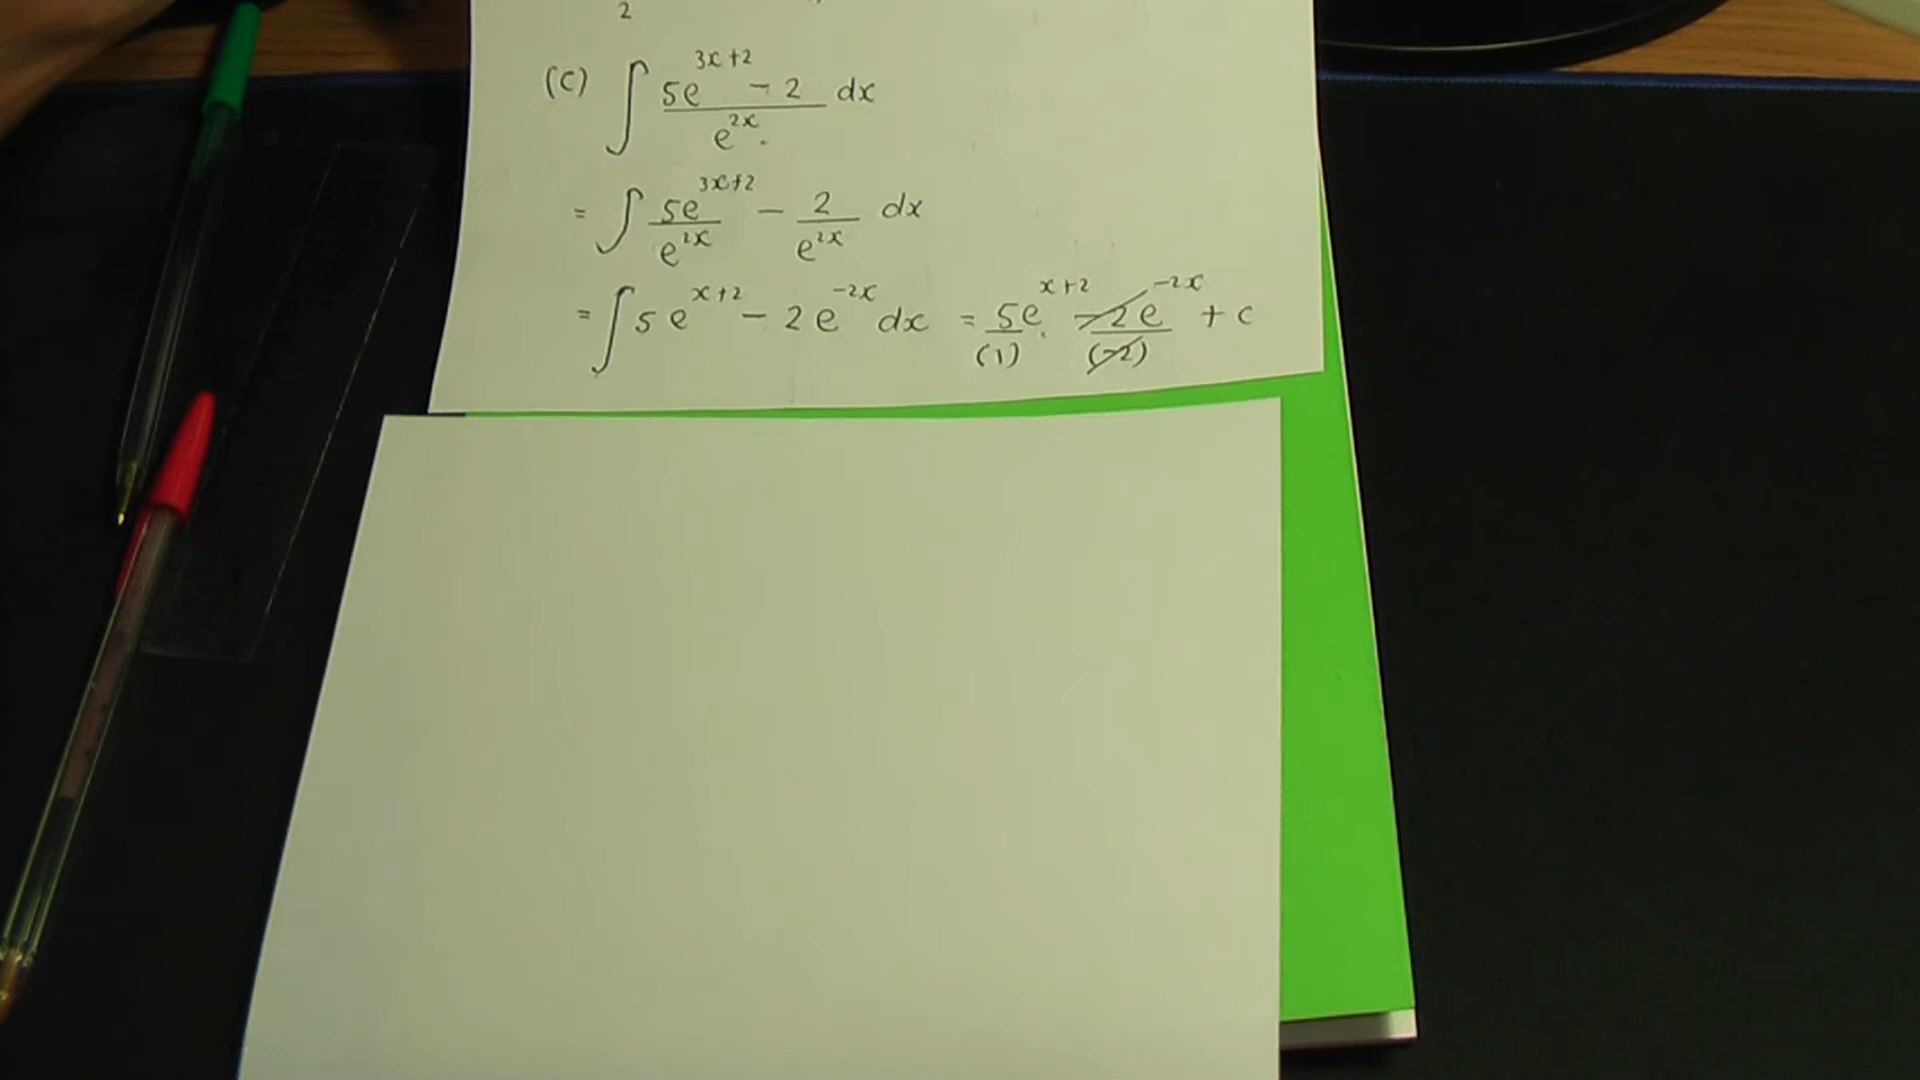 2
(c) ∫ (5e^{3x+2} - 2)/e^{2x} dx
= ∫ 5e^{3x+2}/e^{2x} - 2/e^{2x} dx
= ∫ 5e^{x+2} - 2e^{-2x} dx = 5e^{x+2}/(1) - 2e^{-2x}/(-2) + c